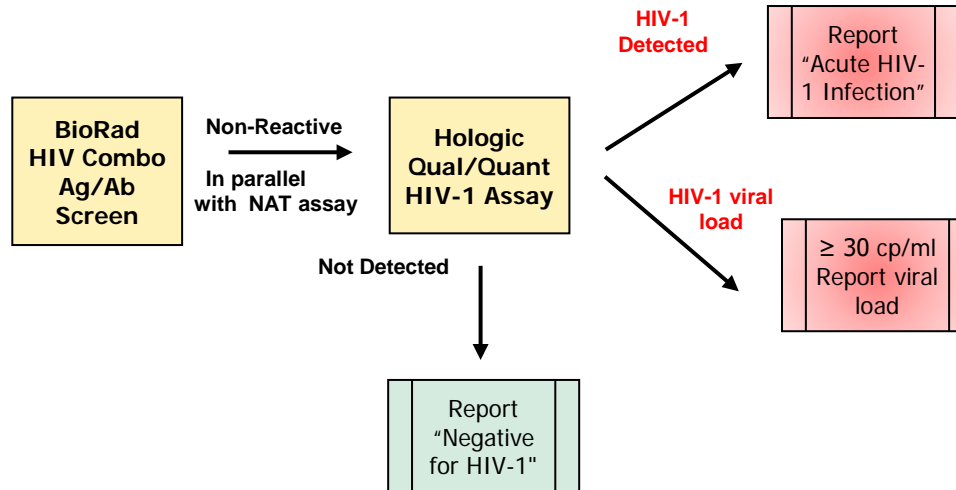 BioRad
HIV Combo
Ag/Ab
Screen
Non-Reactive
In parallel
with NAT assay
Hologic
Qual/Quant
HIV-1 Assay
HIV-1
Detected
Report
“Acute HIV-
1 Infection”
HIV-1 viral
load
≥ 30 cp/ml
Report viral
load
Not Detected
Report
“Negative
for HIV-1"